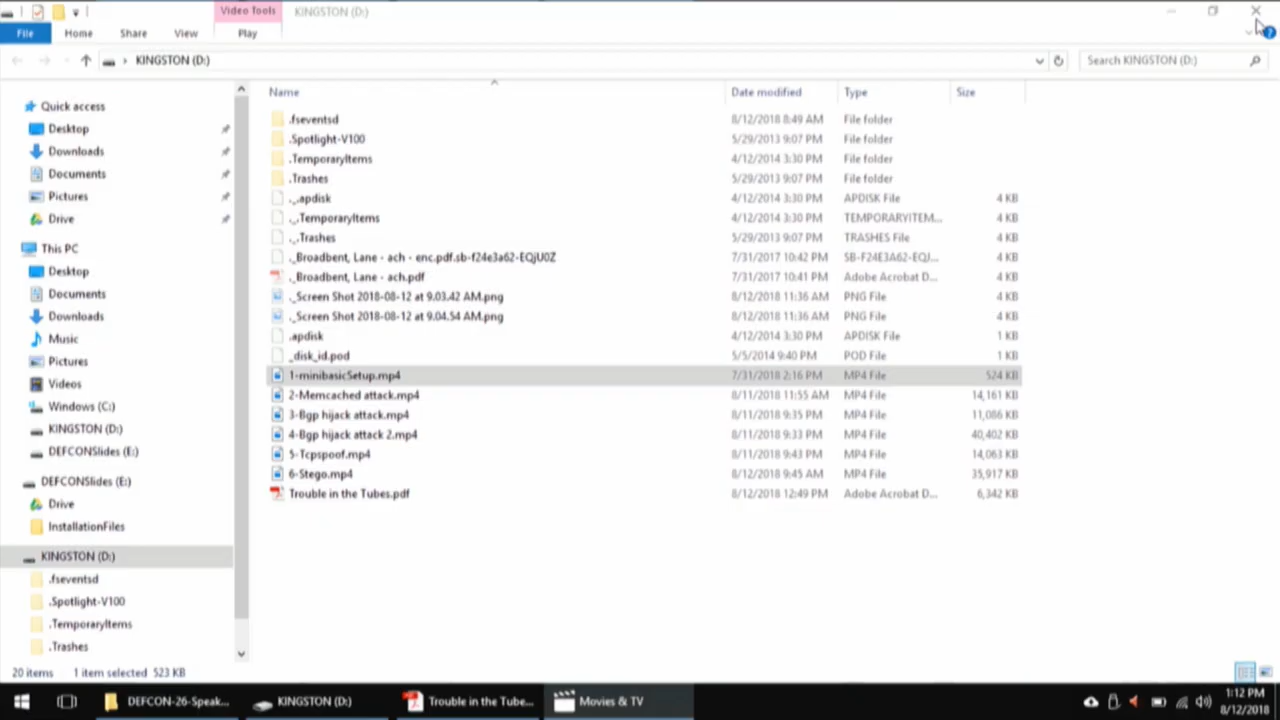 Video Tools KINGSTON (D:)
File Home Share View Play
KINGSTON (D:) Search KINGSTON (D:)
Name Date modified Type Size
Quick access
Desktop
Downloads
Documents
Pictures
Drive
This PC
Desktop
Documents
Downloads
Music
Pictures
Videos
Windows (C:)
KINGSTON (D:)
DEFCONSlides (E:)
DEFCONSlides (E:)
Drive
InstallationFiles
KINGSTON (D:)
.fseventsd
.Spotlight-V100
.TemporaryItems
.Trashes
.fseventsd 8/12/2018 8:49 AM File folder
.Spotlight-V100 5/29/2013 9:07 PM File folder
.TemporaryItems 4/12/2014 3:30 PM File folder
.Trashes 5/29/2013 9:07 PM File folder
._.apdisk 4/12/2014 3:30 PM APDISK File 4 KB
._.TemporaryItems 4/12/2014 3:30 PM TEMPORARYITEM... 4 KB
._.Trashes 5/29/2013 9:07 PM TRASHES File 4 KB
._Broadbent, Lane - ach - enc.pdf.sb-f24e3a62-EQjU0Z 7/31/2017 10:42 PM SB-F24E3A62-EQJ... 4 KB
._Broadbent, Lane - ach.pdf 7/31/2017 10:41 PM Adobe Acrobat D... 4 KB
._Screen Shot 2018-08-12 at 9.03.42 AM.png 8/12/2018 11:36 AM PNG File 4 KB
._Screen Shot 2018-08-12 at 9.04.54 AM.png 8/12/2018 11:36 AM PNG File 4 KB
.apdisk 4/12/2014 3:30 PM APDISK File 1 KB
_disk_id.pod 5/5/2014 9:40 PM POD File 1 KB
1-minibasicSetup.mp4 7/31/2018 2:16 PM MP4 File 524 KB
2-Memcached attack.mp4 8/11/2018 11:55 AM MP4 File 14,161 KB
3-Bgp hijack attack.mp4 8/11/2018 9:35 PM MP4 File 11,086 KB
4-Bgp hijack attack 2.mp4 8/11/2018 9:33 PM MP4 File 40,402 KB
5-Tcpspoof.mp4 8/11/2018 9:43 PM MP4 File 14,063 KB
6-Stego.mp4 8/12/2018 9:45 AM MP4 File 35,917 KB
Trouble in the Tubes.pdf 8/12/2018 12:49 PM Adobe Acrobat D... 6,342 KB
20 items 1 item selected 523 KB
DEFCON-26-Speak... KINGSTON (D:) Trouble in the Tube... Movies & TV 1:12 PM
8/12/2018